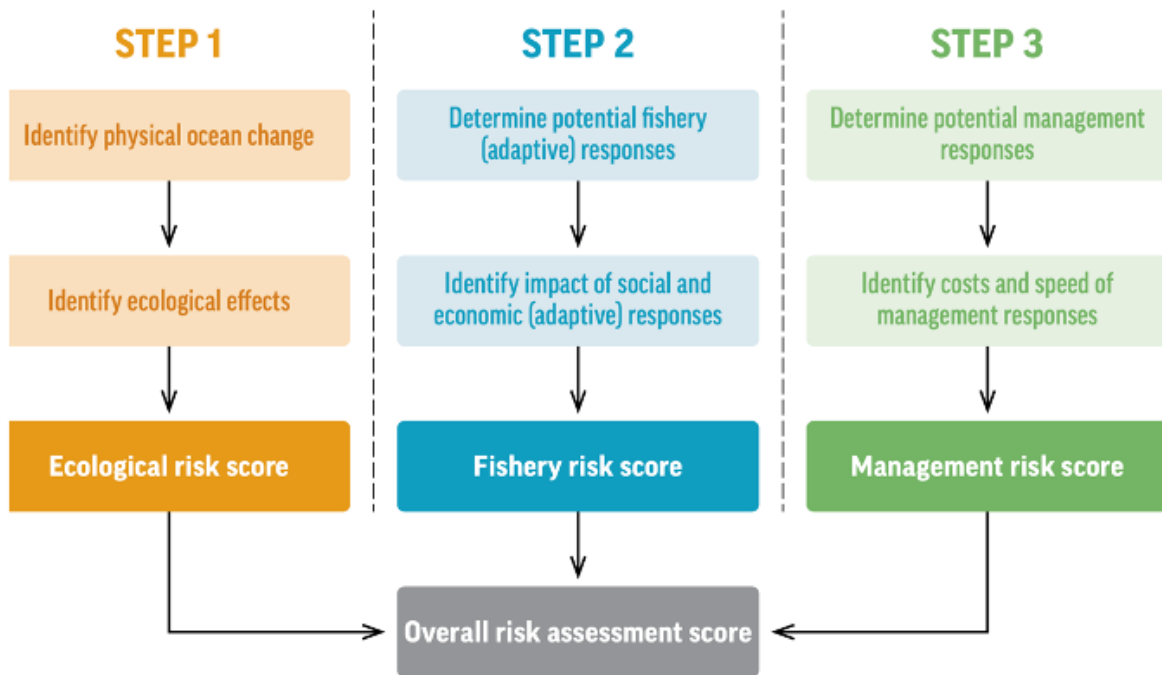 STEP 1
Identify physical ocean change
Identify ecological effects
Ecological risk score
STEP 2
Determine potential fishery
(adaptive) responses
Identify impact of social and
economic (adaptive) responses
Fishery risk score
STEP 3
Determine potential management
responses
Identify costs and speed of
management responses
Management risk score
Overall risk assessment score